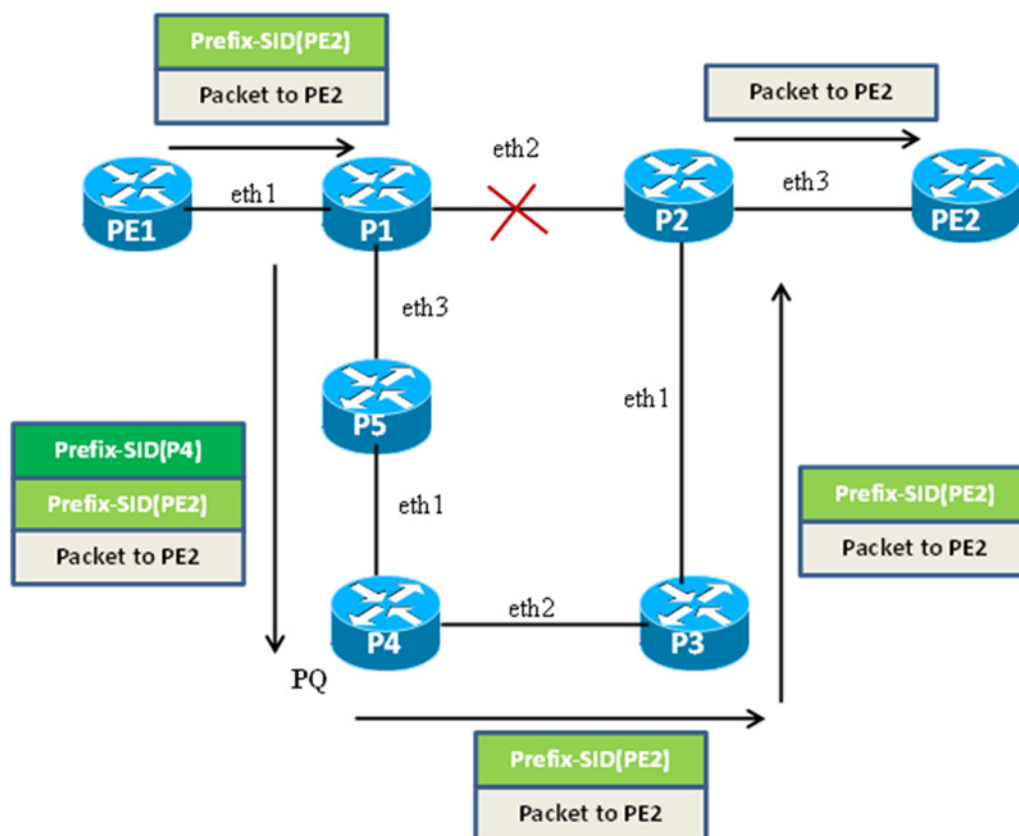 Prefix-SID(PE2)
Packet to PE2
Packet to PE2
eth2
eth1
eth3
PE1
P1
P2
PE2
eth3
P5
eth1
Prefix-SID(P4)
Prefix-SID(PE2)
Packet to PE2
eth1
Prefix-SID(PE2)
Packet to PE2
eth2
P4
P3
PQ
Prefix-SID(PE2)
Packet to PE2